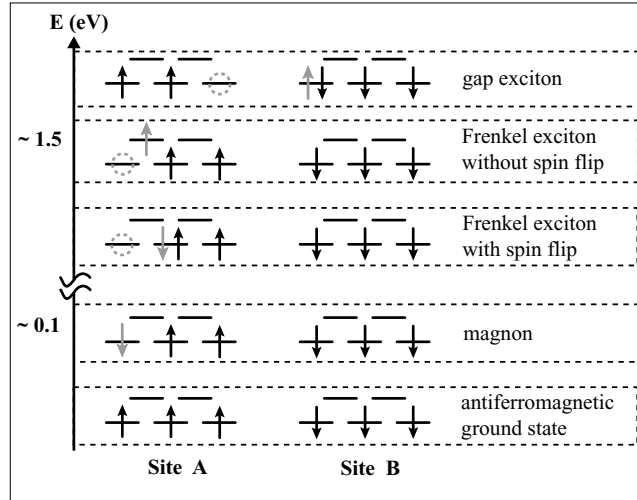 E (eV)
gap exciton
~ 1.5
Frenkel exciton
without spin flip
Frenkel exciton
with spin flip
~ 0.1
magnon
antiferromagnetic
ground state
Site A
Site B